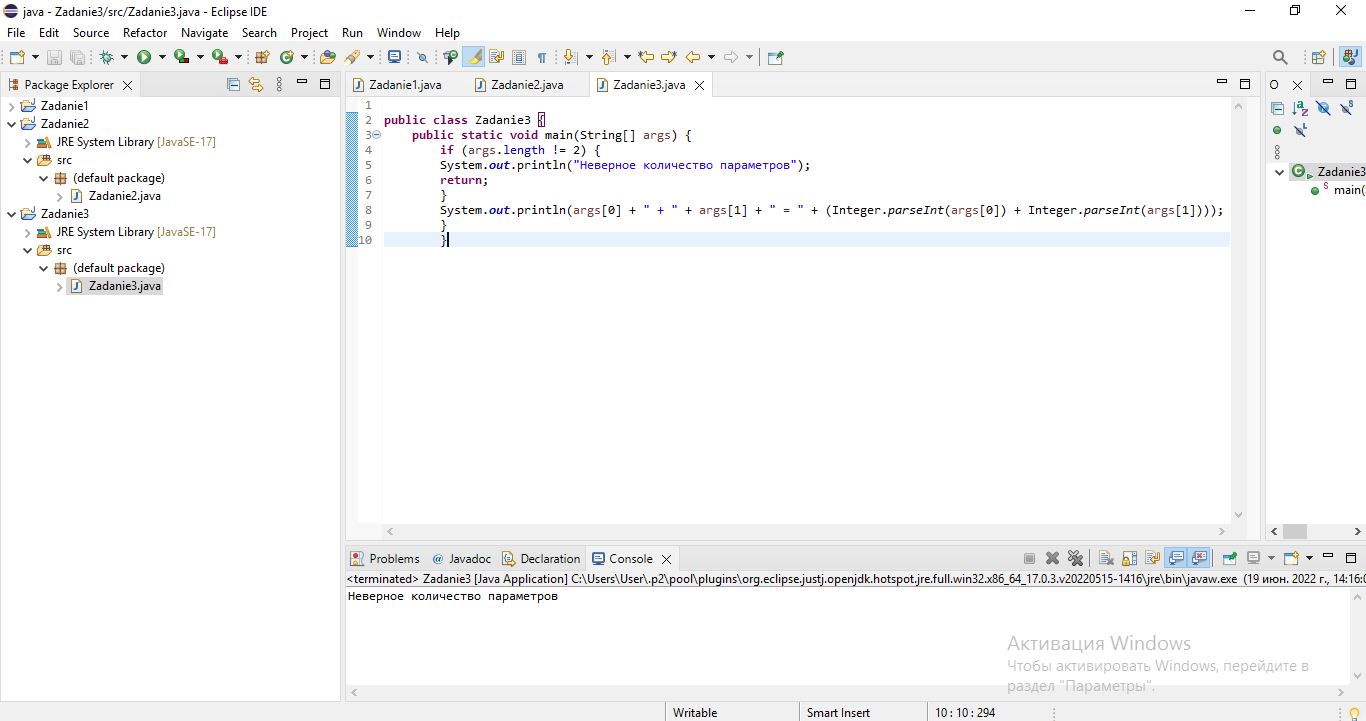 java - Zadanie3/src/Zadanie3.java - Eclipse IDE
File Edit Source Refactor Navigate Search Project Run Window Help
Package Explorer
Zadanie1.java Zadanie2.java Zadanie3.java
Zadanie1
Zadanie2
JRE System Library [JavaSE-17]
src
(default package)
Zadanie2.java
Zadanie3
JRE System Library [JavaSE-17]
src
(default package)
Zadanie3.java
1
2 public class Zadanie3 {
3 public static void main(String[] args) {
4 if (args.length != 2) {
5 System.out.println("Неверное количество параметров");
6 return;
7 }
8 System.out.println(args[0] + " + " + args[1] + " = " + (Integer.parseInt(args[0]) + Integer.parseInt(args[1])));
9 }
10 }
Zadanie3
main(
Problems @ Javadoc Declaration Console
<terminated> Zadanie3 [Java Application] C:\Users\User\.p2\pool\plugins\org.eclipse.justj.openjdk.hotspot.jre.full.win32.x86_64_17.0.3.v20220515-1416\jre\bin\javaw.exe (19 июн. 2022 г., 14:16:0
Неверное количество параметров
Активация Windows
Чтобы активировать Windows, перейдите в
раздел "Параметры".
Writable Smart Insert 10 : 10 : 294